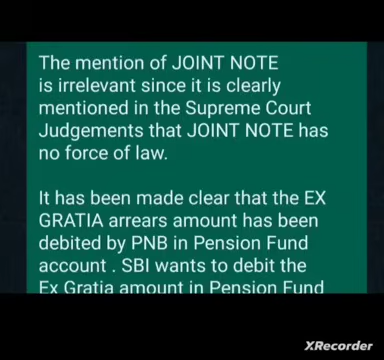 The mention of JOINT NOTE
is irrelevant since it is clearly
mentioned in the Supreme Court
Judgements that JOINT NOTE has
no force of law.
It has been made clear that the EX
GRATIA arrears amount has been
debited by PNB in Pension Fund
account . SBI wants to debit the
Ex Gratia amount in Pension Fund
XRecorder